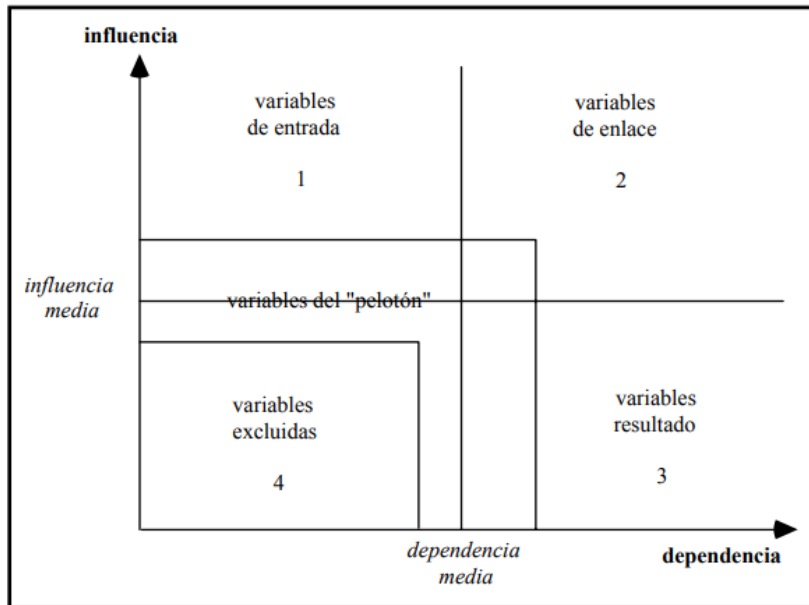 influencia
variables
de entrada
1
variables
de enlace
2
influencia
media
variables del "pelotón"
variables
excluidas
4
variables
resultado
3
dependencia
media
dependencia